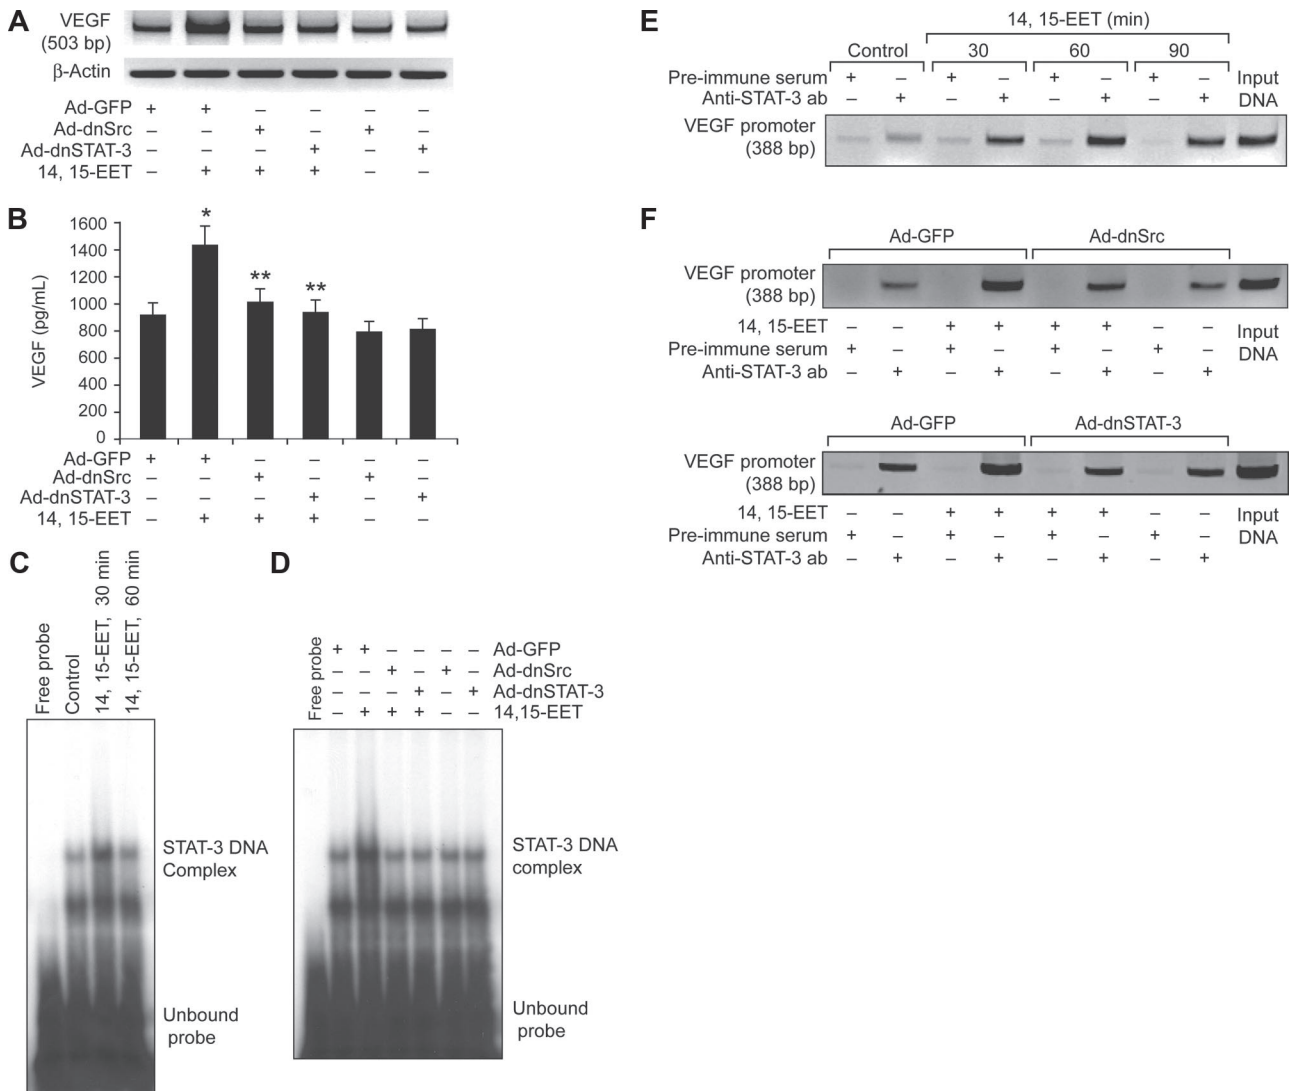 A
VEGF
(503 bp)
β-Actin
Ad-GFP + + – – – –
Ad-dnSrc – – + – + –
Ad-dnSTAT-3 – – – + – +
14, 15-EET – + + + – –
B
VEGF (pg/mL)
1600
1400
1200
1000
800
600
400
200
0
*
**
**
Ad-GFP + + – – – –
Ad-dnSrc – – + – + –
Ad-dnSTAT-3 – – – + – +
14, 15-EET – + + + – –
C
Free probe
Control
14, 15-EET, 30 min
14, 15-EET, 60 min
STAT-3 DNA
Complex
Unbound
probe
D
Free probe
+ + – – – – Ad-GFP
– – + – + – Ad-dnSrc
– – – + – + Ad-dnSTAT-3
– + + + – – 14,15-EET
STAT-3 DNA
complex
Unbound
probe
E
14, 15-EET (min)
Control 30 60 90
Pre-immune serum + – + – + – + – Input
Anti-STAT-3 ab – + – + – + – + DNA
VEGF promoter
(388 bp)
F
Ad-GFP Ad-dnSrc
VEGF promoter
(388 bp)
14, 15-EET – – + + + + – – Input
Pre-immune serum + – + – + – + – DNA
Anti-STAT-3 ab – + – + – + – +
Ad-GFP Ad-dnSTAT-3
VEGF promoter
(388 bp)
14, 15-EET – – + + + + – – Input
Pre-immune serum + – + – + – + – DNA
Anti-STAT-3 ab – + – + – + – +